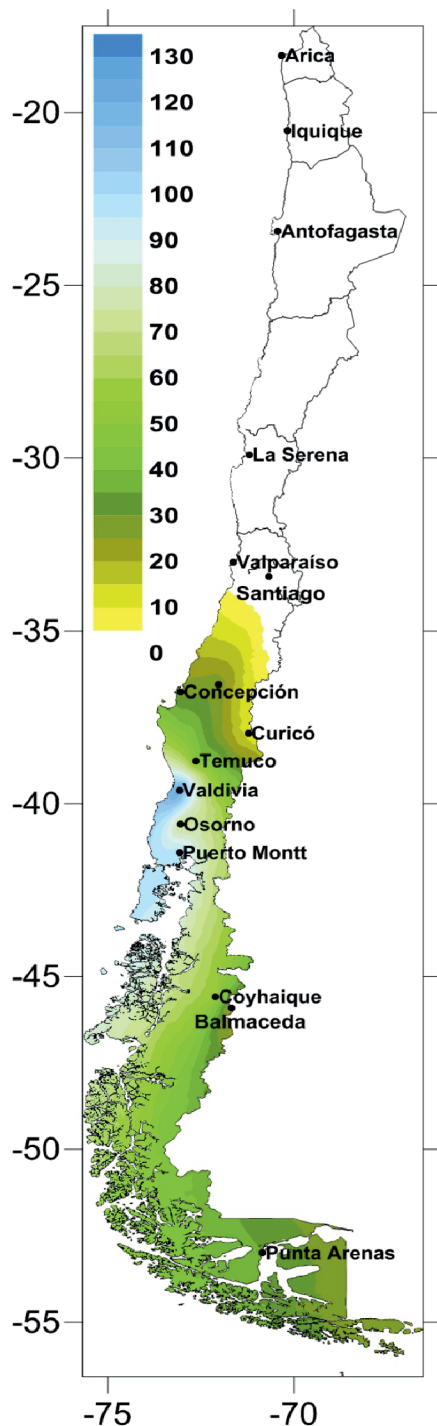 130
120
110
100
90
80
70
60
50
40
30
20
10
0
-20
-25
-30
-35
-40
-45
-50
-55
Arica
Iquique
Antofagasta
La Serena
Valparaíso
Santiago
Concepción
Curicó
Temuco
Valdivia
Osorno
Puerto Montt
Coyhaique
Balmaceda
Punta Arenas
-75 -70